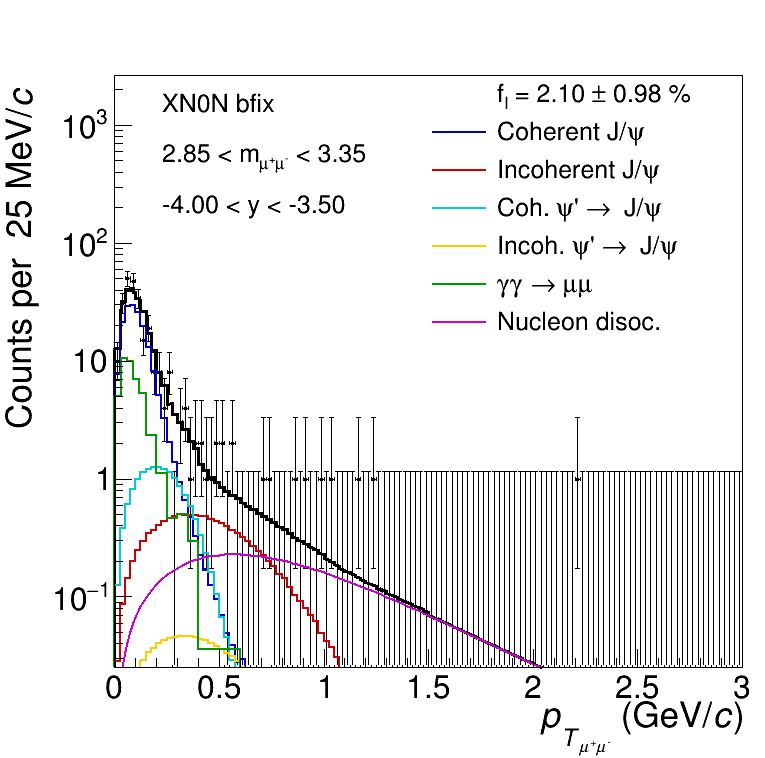 XN0N bfix
2.85 < m_{μ⁺μ⁻} < 3.35
-4.00 < y < -3.50
f_I = 2.10 ± 0.98 %
Coherent J/ψ
Incoherent J/ψ
Coh. ψ' → J/ψ
Incoh. ψ' → J/ψ
γγ → μμ
Nucleon disoc.
Counts per 25 MeV/c
10³
10²
10
1
10⁻¹
0 0.5 1 1.5 2 2.5 3
p_{T μ⁺μ⁻} (GeV/c)